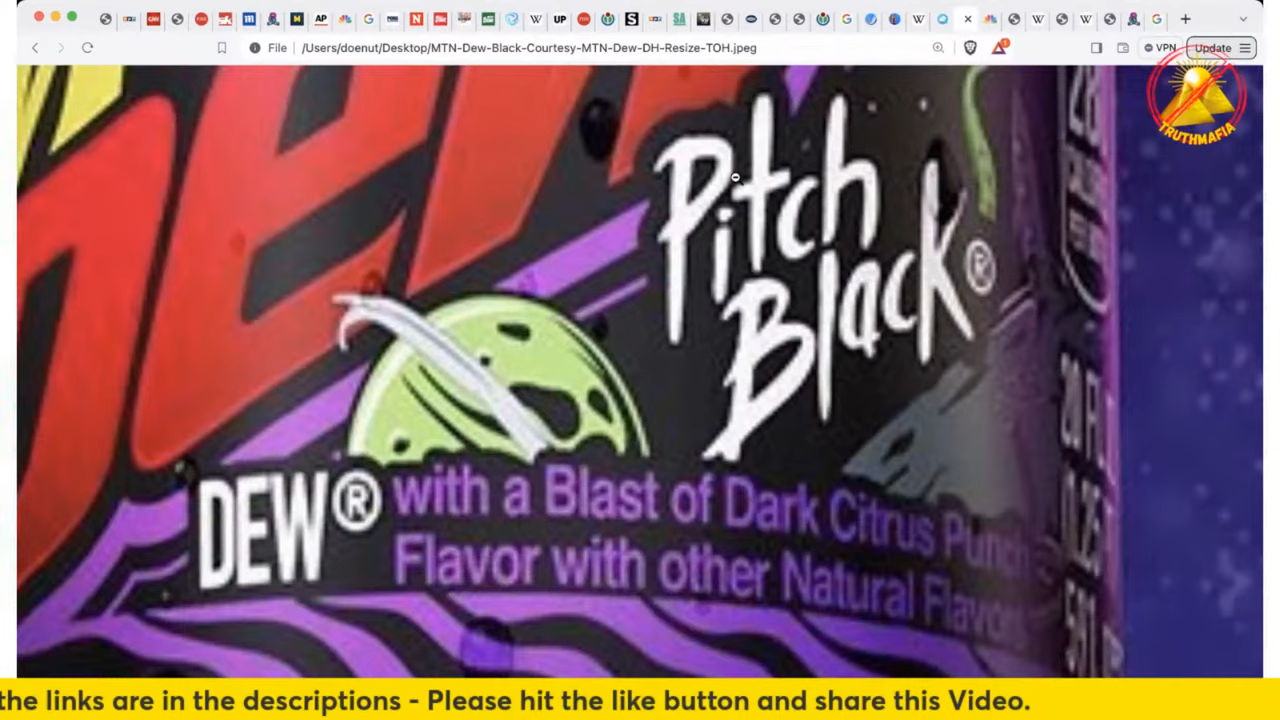 File /Users/doenut/Desktop/MTN-Dew-Black-Courtesy-MTN-Dew-DH-Resize-TOH.jpeg
VPN
Update
TRUTHMAFIA
Pitch
Black®
DEW® with a Blast of Dark Citrus Punch
Flavor with other Natural Flavors
the links are in the descriptions - Please hit the like button and share this Video.